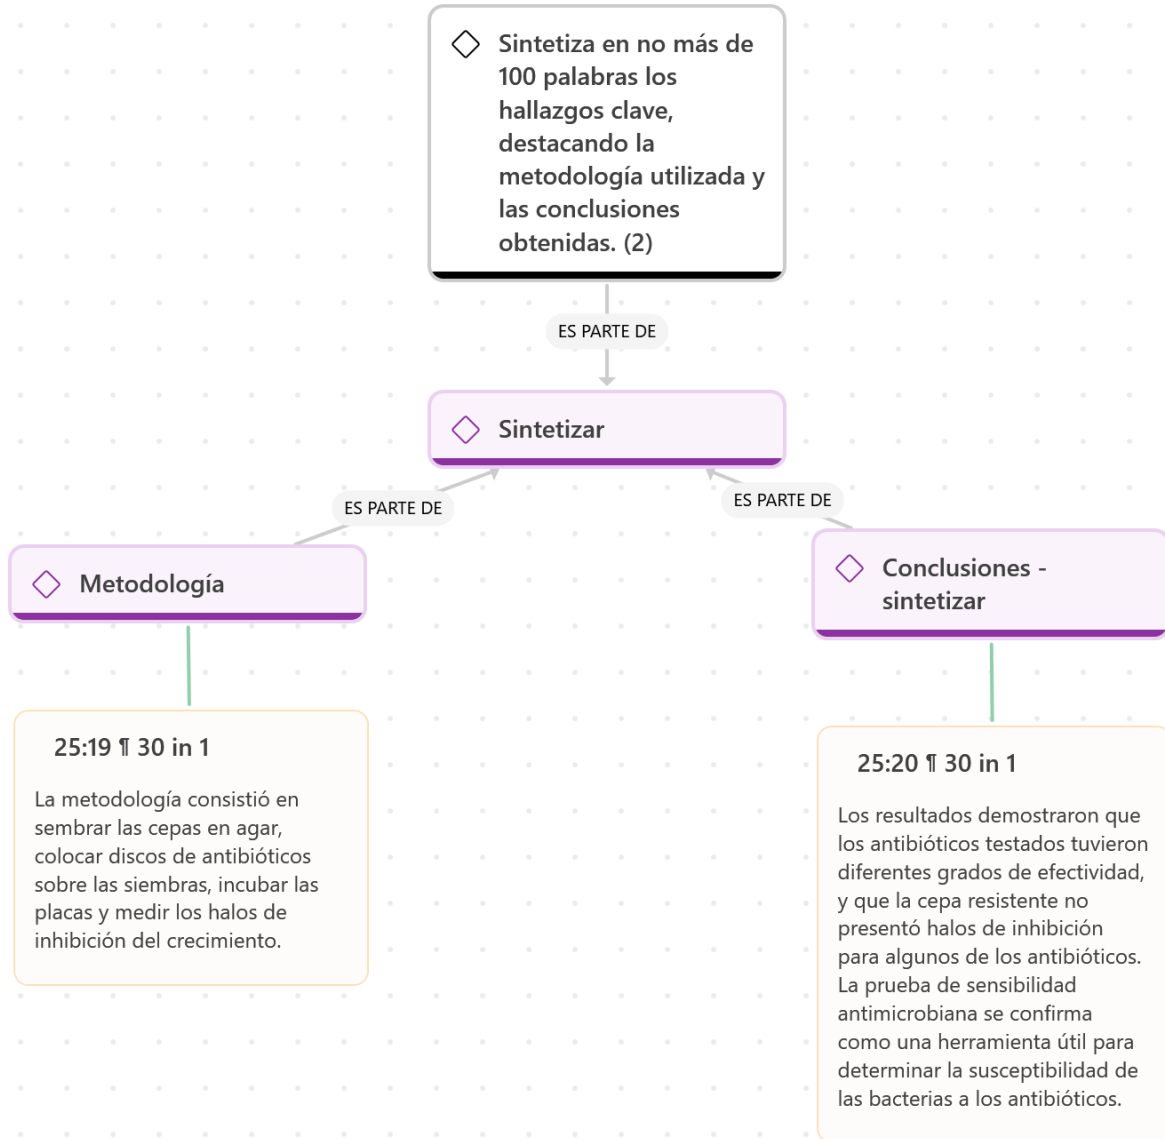 Sintetiza en no más de
100 palabras los
hallazgos clave,
destacando la
metodología utilizada y
las conclusiones
obtenidas. (2)
ES PARTE DE
Sintetizar
ES PARTE DE
ES PARTE DE
Metodología
Conclusiones -
sintetizar
25:19 ¶ 30 in 1
La metodología consistió en
sembrar las cepas en agar,
colocar discos de antibióticos
sobre las siembras, incubar las
placas y medir los halos de
inhibición del crecimiento.
25:20 ¶ 30 in 1
Los resultados demostraron que
los antibióticos testados tuvieron
diferentes grados de efectividad,
y que la cepa resistente no
presentó halos de inhibición
para algunos de los antibióticos.
La prueba de sensibilidad
antimicrobiana se confirma
como una herramienta útil para
determinar la susceptibilidad de
las bacterias a los antibióticos.